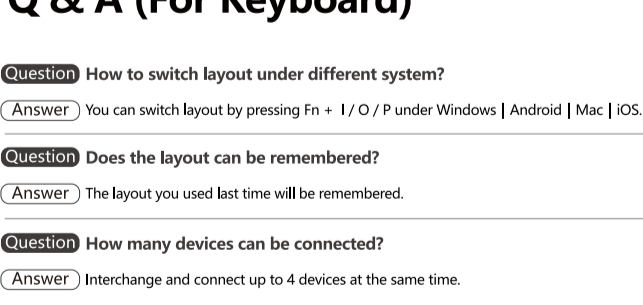 Q & A (For Keyboard)
Question How to switch layout under different system?
Answer You can switch layout by pressing Fn + I / O / P under Windows | Android | Mac | iOS.
Question Does the layout can be remembered?
Answer The layout you used last time will be remembered.
Question How many devices can be connected?
Answer Interchange and connect up to 4 devices at the same time.